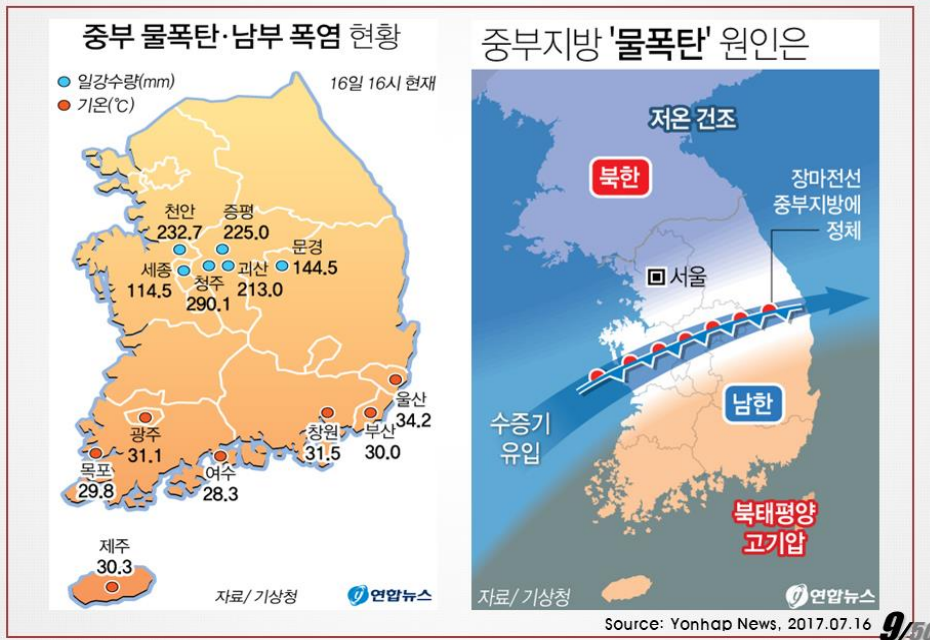 중부 물폭탄·남부 폭염 현황
일강수량(mm)
기온(℃)
16일 16시 현재
천안
232.7
증평
225.0
문경
144.5
세종
114.5
청주
290.1
괴산
213.0
울산
34.2
부산
30.0
창원
31.5
광주
31.1
목포
29.8
여수
28.3
제주
30.3
자료/ 기상청
연합뉴스
중부지방 '물폭탄' 원인은
저온 건조
북한
장마전선
중부지방에
정체
서울
남한
수증기
유입
북태평양
고기압
자료/ 기상청
연합뉴스
Source: Yonhap News, 2017.07.16
9/50